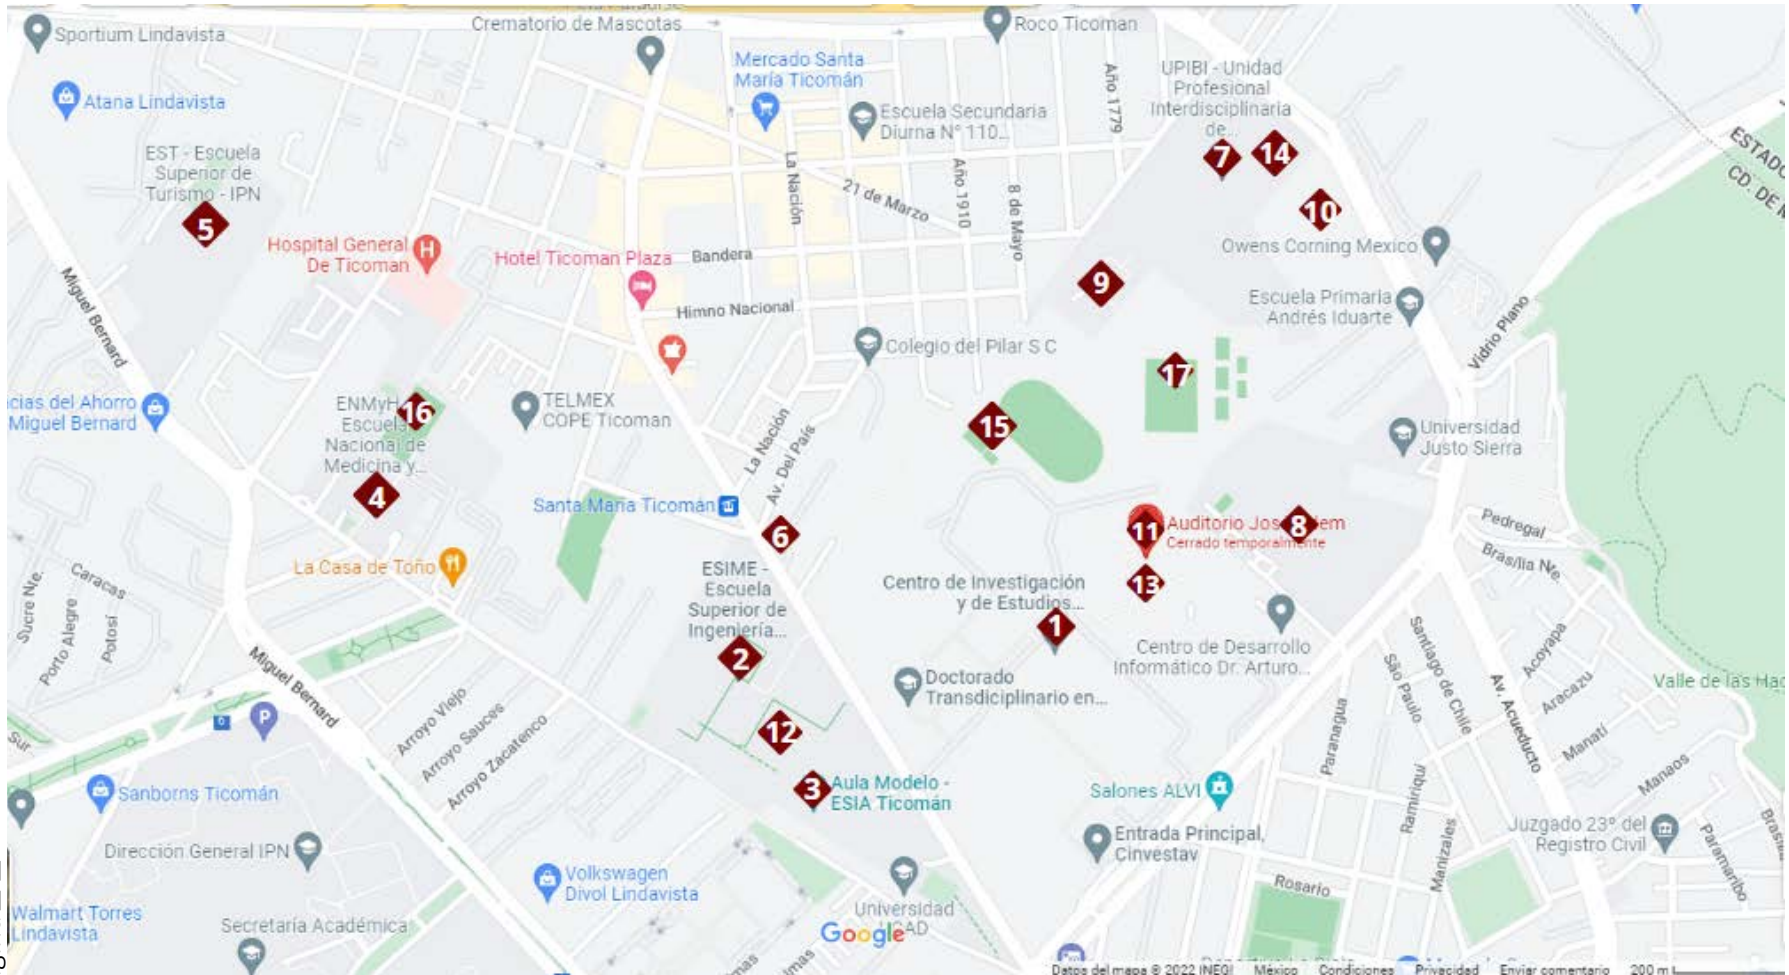 Crematorio de Mascotas
Sportium Lindavista
Roco Ticoman
Mercado Santa
María Ticomán
UPIBI - Unidad
Profesional
Interdisciplinaria
de...
Año 1779
Atana Lindavista
Escuela Secundaria
Diurna N° 110...
7
14
ESTADO
CD. DE M
EST - Escuela
Superior de
Turismo - IPN
5
La Nación
21 de Marzo
Año 1910
8 de Mayo
10
Owens Corning Mexico
Hospital General
De Ticoman
H
Hotel Ticoman Plaza
Bandera
9
Miguel Bernard
Himno Nacional
Escuela Primaria
Andrés Iduarte
Vidrio Plano
Colegio del Pilar S C
17
cias del Ahorro
Miguel Bernard
ENMyH
Escuela
Nacional de
Medicina y...
16
TELMEX
COPE Ticoman
15
La Nación
Av. Del País
Universidad
Justo Sierra
4
Santa María Ticomán
6
11
Auditorio Jos
lem
Cerrado temporalmente
8
Pedregal
Brasilia Ne.
La Casa de Toño
ESIME -
Escuela
Superior de
Ingeniería...
2
Centro de Investigación
y de Estudios...
13
1
Sucre Nte.
Caracas
Porto Alegre
Potosí
Centro de Desarrollo
Informático Dr. Arturo...
Santiago de Chile
São Paulo
Acoyapa
Aracazu
Doctorado
Transdiciplinario en...
Valle de las Hac
Miguel Bernard
P
Sur
Arroyo Viejo
Arroyo Sauces
Arroyo Zacatenco
12
Paranagua
Av. Acueducto
Manatí
Manaos
3
Aula Modelo -
ESIA Ticomán
Sanborns Ticomán
Salones ALVI
Ramiriqui
Manizales
Entrada Principal,
Cinvestav
Juzgado 23º del
Registro Civil
Paramaribo
Bras
Dirección General IPN
Volkswagen
Divol Lindavista
Rosario
Walmart Torres
Lindavista
Secretaría Académica
Universidad
CAD
Google
Datos del mapa © 2022 INEGI
México
Condiciones
Privacidad
Enviar comentario
200 m